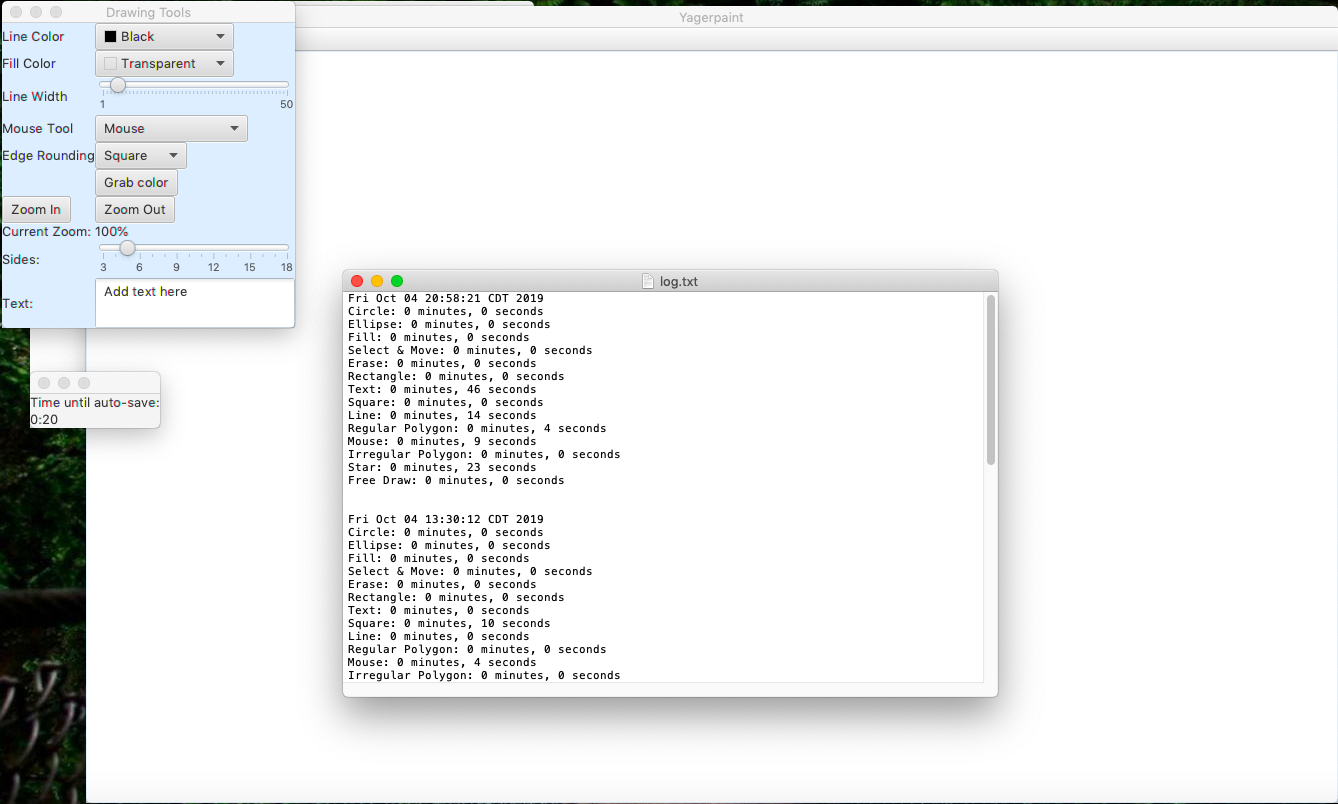 Drawing Tools
Yagerpaint
Line Color
Black
Fill Color
Transparent
Line Width
1 50
Mouse Tool
Mouse
Edge Rounding
Square
Grab color
Zoom In
Zoom Out
Current Zoom: 100%
Sides:
3 6 9 12 15 18
Text:
Add text here
Time until auto-save:
0:20
log.txt
Fri Oct 04 20:58:21 CDT 2019
Circle: 0 minutes, 0 seconds
Ellipse: 0 minutes, 0 seconds
Fill: 0 minutes, 0 seconds
Select & Move: 0 minutes, 0 seconds
Erase: 0 minutes, 0 seconds
Rectangle: 0 minutes, 0 seconds
Text: 0 minutes, 46 seconds
Square: 0 minutes, 0 seconds
Line: 0 minutes, 14 seconds
Regular Polygon: 0 minutes, 4 seconds
Mouse: 0 minutes, 9 seconds
Irregular Polygon: 0 minutes, 0 seconds
Star: 0 minutes, 23 seconds
Free Draw: 0 minutes, 0 seconds
Fri Oct 04 13:30:12 CDT 2019
Circle: 0 minutes, 0 seconds
Ellipse: 0 minutes, 0 seconds
Fill: 0 minutes, 0 seconds
Select & Move: 0 minutes, 0 seconds
Erase: 0 minutes, 0 seconds
Rectangle: 0 minutes, 0 seconds
Text: 0 minutes, 0 seconds
Square: 0 minutes, 10 seconds
Line: 0 minutes, 0 seconds
Regular Polygon: 0 minutes, 0 seconds
Mouse: 0 minutes, 4 seconds
Irregular Polygon: 0 minutes, 0 seconds